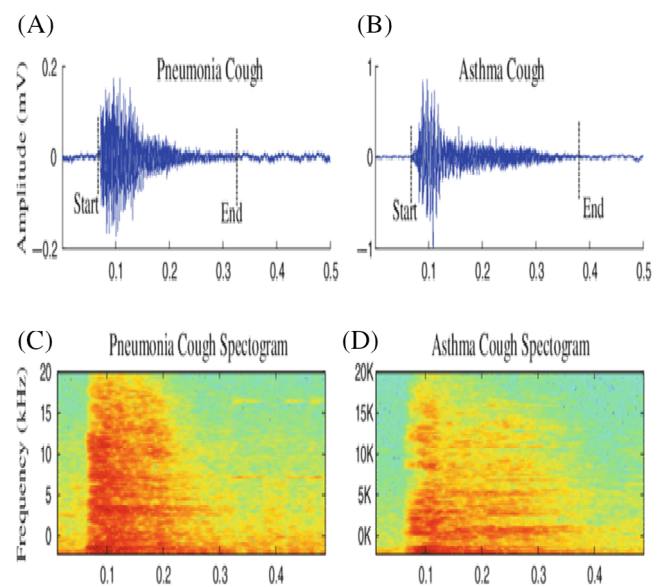 (A)
(B)
Pneumonia Cough
Asthma Cough
Amplitude (mV)
0.2
0
−0.2
Start
End
0.1
0.2
0.3
0.4
0.5
1
0
−1
Start
End
0.1
0.2
0.3
0.4
0.5
(C)
Pneumonia Cough Spectogram
(D)
Asthma Cough Spectogram
Frequency (kHz)
20
15
10
5
0
0.1
0.2
0.3
0.4
20K
15K
10K
5K
0K
0.1
0.2
0.3
0.4